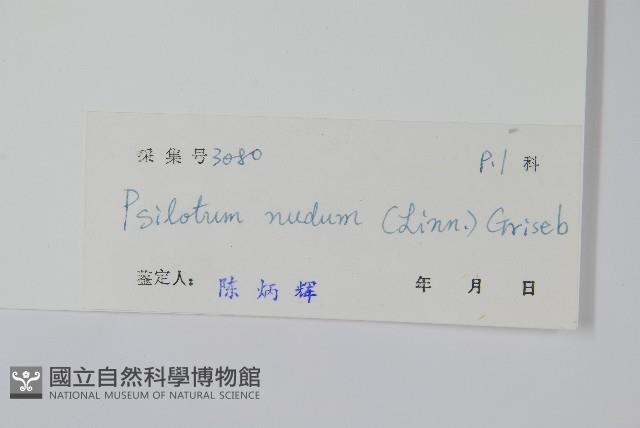 采集号3080 P.1 科
Psilotum nudum (Linn.) Griseb
鉴定人: 陈炳辉 年 月 日
國立自然科學博物館
NATIONAL MUSEUM OF NATURAL SCIENCE